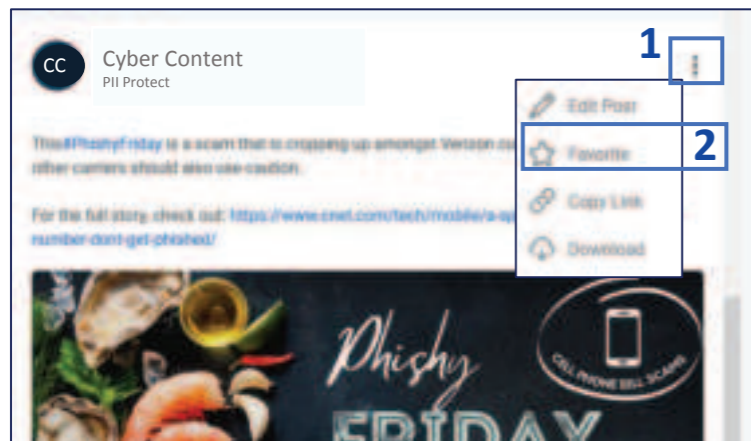 1
CC
Cyber Content
PII Protect
Edit Post
This #PhishyFriday is a scam that is cropping up amongst Verizon
Favorite
2
other carriers should also use caution.
Copy Link
For the full story, check out: https://www.cnet.com/tech/mobile/a-sp
number-dont-get-phished/
Download
Phishy
FRIDAY
CELL PHONE BILL SCAMS